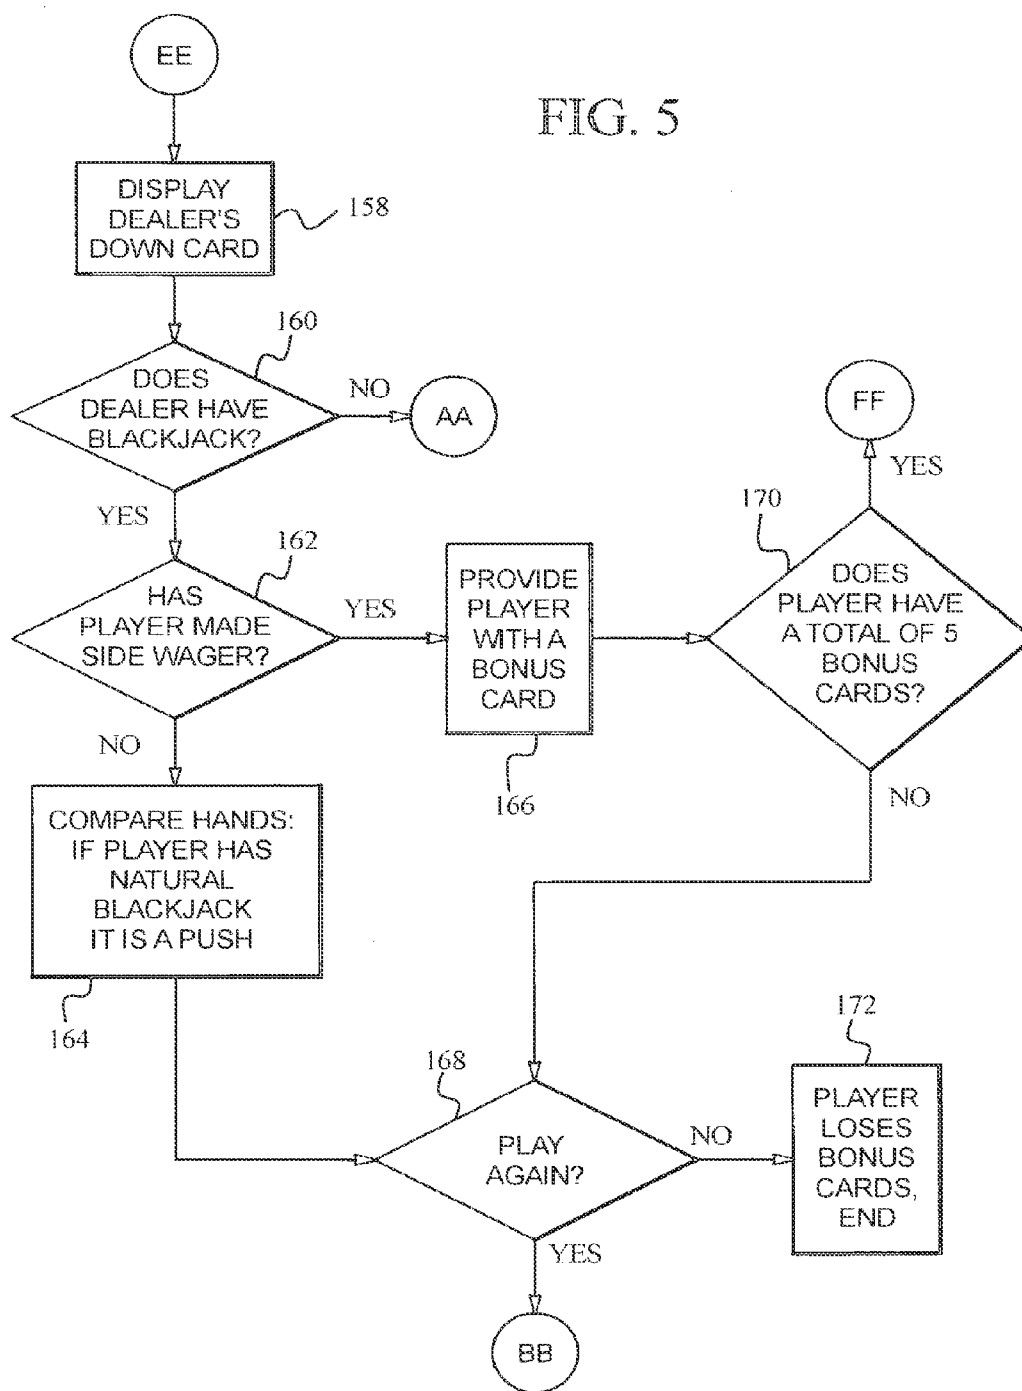 EE
FIG. 5
DISPLAY
DEALER'S
DOWN CARD
158
160
DOES
DEALER HAVE
BLACKJACK?
NO
AA
FF
YES
YES
170
162
HAS
PLAYER MADE
SIDE WAGER?
YES
PROVIDE
PLAYER
WITH A
BONUS
CARD
DOES
PLAYER HAVE
A TOTAL OF 5
BONUS
CARDS?
NO
166
NO
COMPARE HANDS:
IF PLAYER HAS
NATURAL
BLACKJACK
IT IS A PUSH
164
168
172
PLAY
AGAIN?
NO
PLAYER
LOSES
BONUS
CARDS,
END
YES
BB